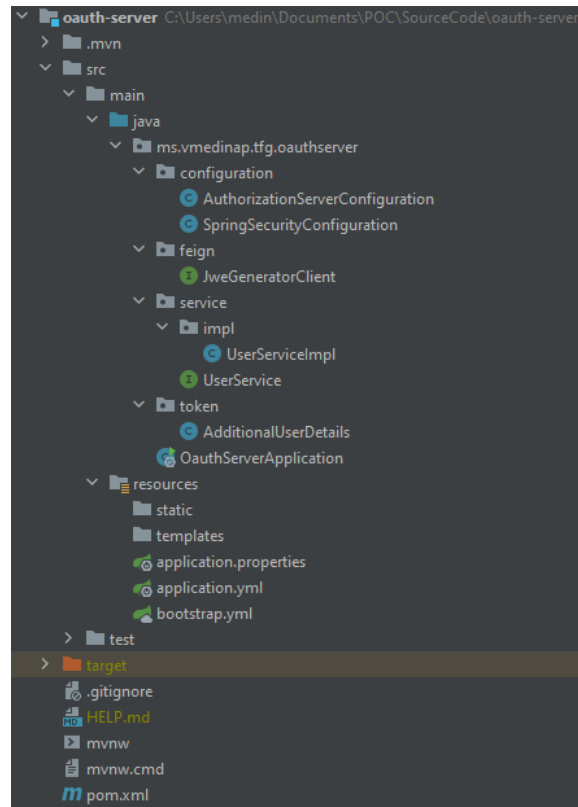 oauth-server C:\Users\medin\Documents\POC\SourceCode\oauth-server
.mvn
src
main
java
ms.vmedinap.tfg.oauthserver
configuration
AuthorizationServerConfiguration
SpringSecurityConfiguration
feign
JweGeneratorClient
service
impl
UserServiceImpl
UserService
token
AdditionalUserDetails
OauthServerApplication
resources
static
templates
application.properties
application.yml
bootstrap.yml
test
target
.gitignore
HELP.md
mvnw
mvnw.cmd
pom.xml